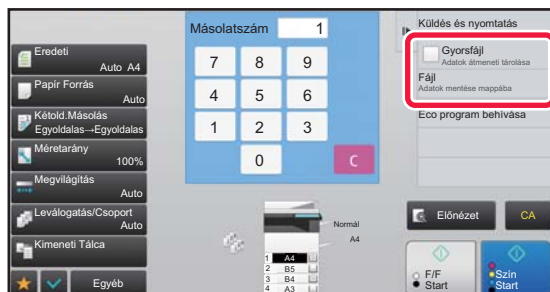 Másolatszám 1
Eredeti
Auto A4
Papír Forrás
Auto
Kétold.Másolás
Egyoldalas→Egyoldalas
Méretarány
100%
Megvilágítás
Auto
Leválogatás/Csoport
Auto
Kimeneti Tálca
Egyéb
7 8 9
4 5 6
1 2 3
0 C
Normál
A4
1 A4
2 B5
3 B4
4 A3
Küldés és nyomtatás
Gyorsfájl
Adatok átmeneti tárolása
Fájl
Adatok mentése mappába
Eco program behívása
Előnézet CA
F/F
Start
Szín
Start